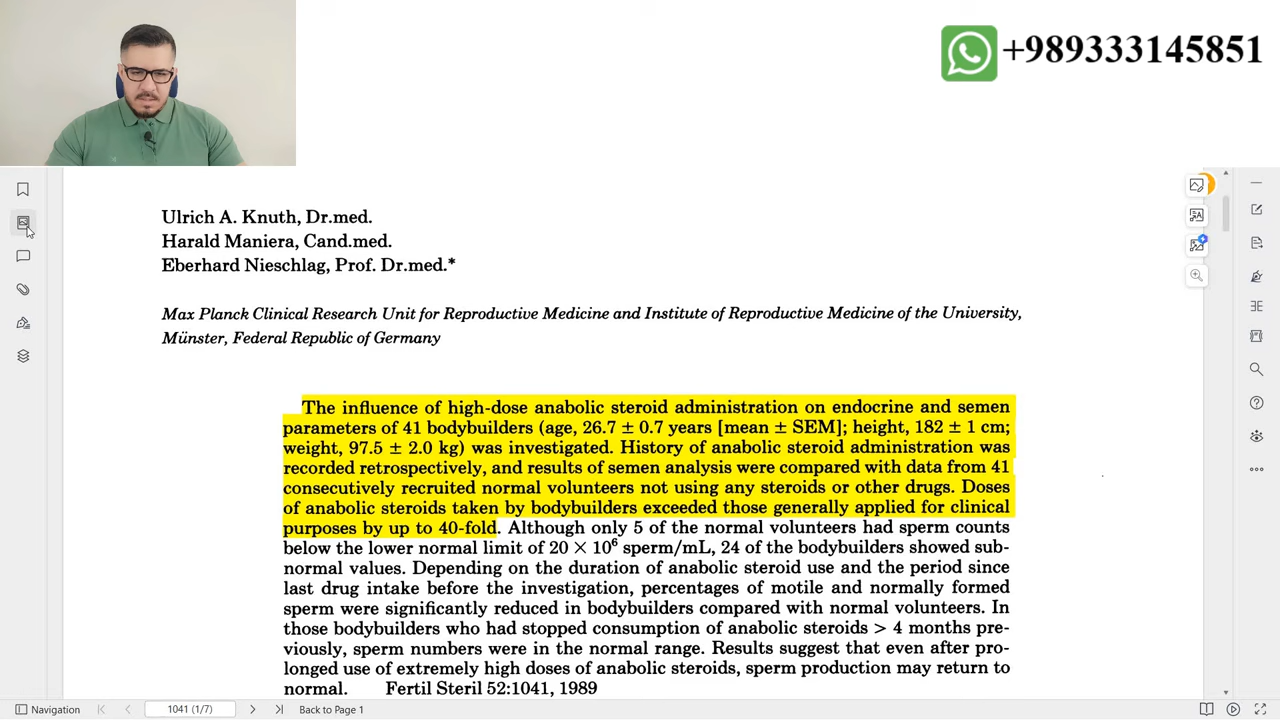 +989333145851
Ulrich A. Knuth, Dr.med.
Harald Maniera, Cand.med.
Eberhard Nieschlag, Prof. Dr.med.*
Max Planck Clinical Research Unit for Reproductive Medicine and Institute of Reproductive Medicine of the University,
Münster, Federal Republic of Germany
The influence of high-dose anabolic steroid administration on endocrine and semen
parameters of 41 bodybuilders (age, 26.7 ± 0.7 years [mean ± SEM]; height, 182 ± 1 cm;
weight, 97.5 ± 2.0 kg) was investigated. History of anabolic steroid administration was
recorded retrospectively, and results of semen analysis were compared with data from 41
consecutively recruited normal volunteers not using any steroids or other drugs. Doses
of anabolic steroids taken by bodybuilders exceeded those generally applied for clinical
purposes by up to 40-fold. Although only 5 of the normal volunteers had sperm counts
below the lower normal limit of 20 × 10⁶ sperm/mL, 24 of the bodybuilders showed sub-
normal values. Depending on the duration of anabolic steroid use and the period since
last drug intake before the investigation, percentages of motile and normally formed
sperm were significantly reduced in bodybuilders compared with normal volunteers. In
those bodybuilders who had stopped consumption of anabolic steroids > 4 months pre-
viously, sperm numbers were in the normal range. Results suggest that even after pro-
longed use of extremely high doses of anabolic steroids, sperm production may return to
normal. Fertil Steril 52:1041, 1989
Navigation 1041 (1/7) Back to Page 1